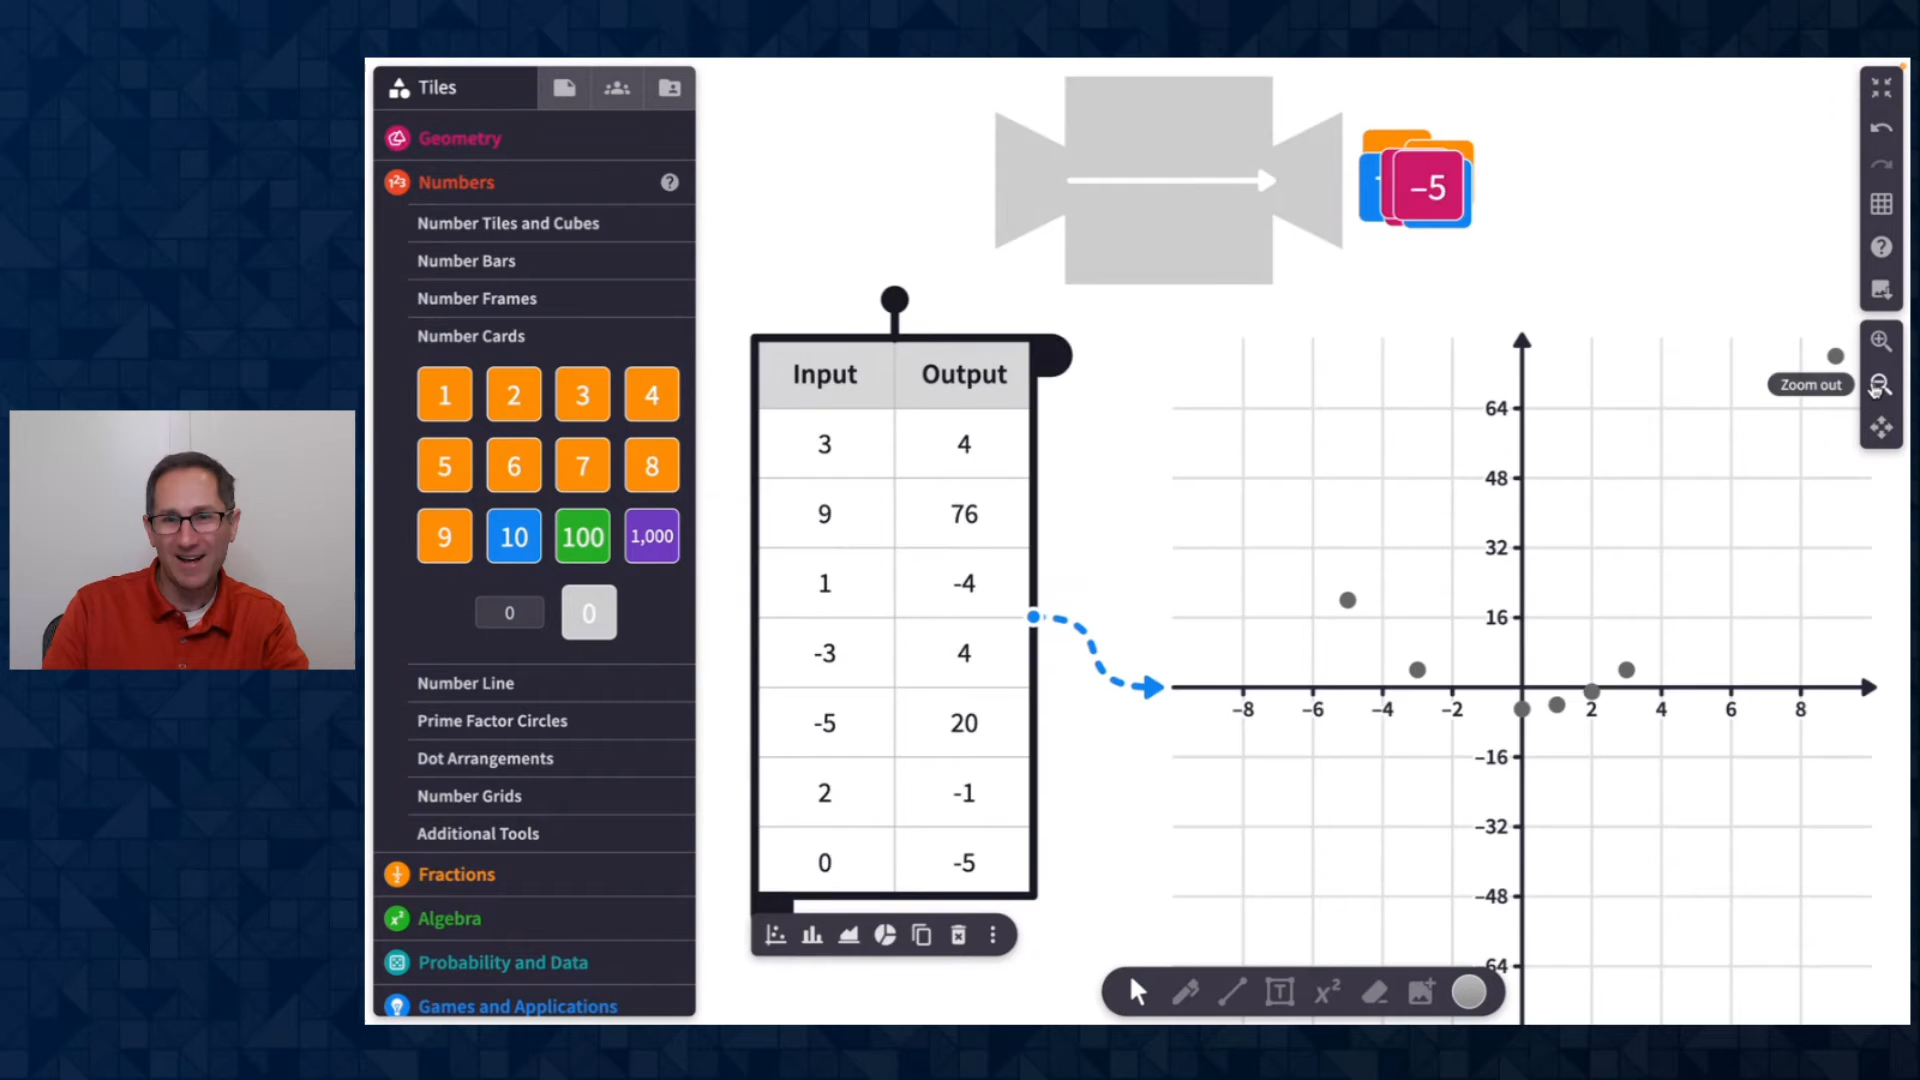 Tiles
Geometry
Numbers
Number Tiles and Cubes
Number Bars
Number Frames
Number Cards
1 2 3 4
5 6 7 8
9 10 100 1,000
0 0
Number Line
Prime Factor Circles
Dot Arrangements
Number Grids
Additional Tools
Fractions
Algebra
Probability and Data
Games and Applications
−5
Input Output
3 4
9 76
1 -4
-3 4
-5 20
2 -1
0 -5
Zoom out
64
48
32
16
−8 −6 −4 −2 2 4 6 8
−16
−32
−48
64
T
x²